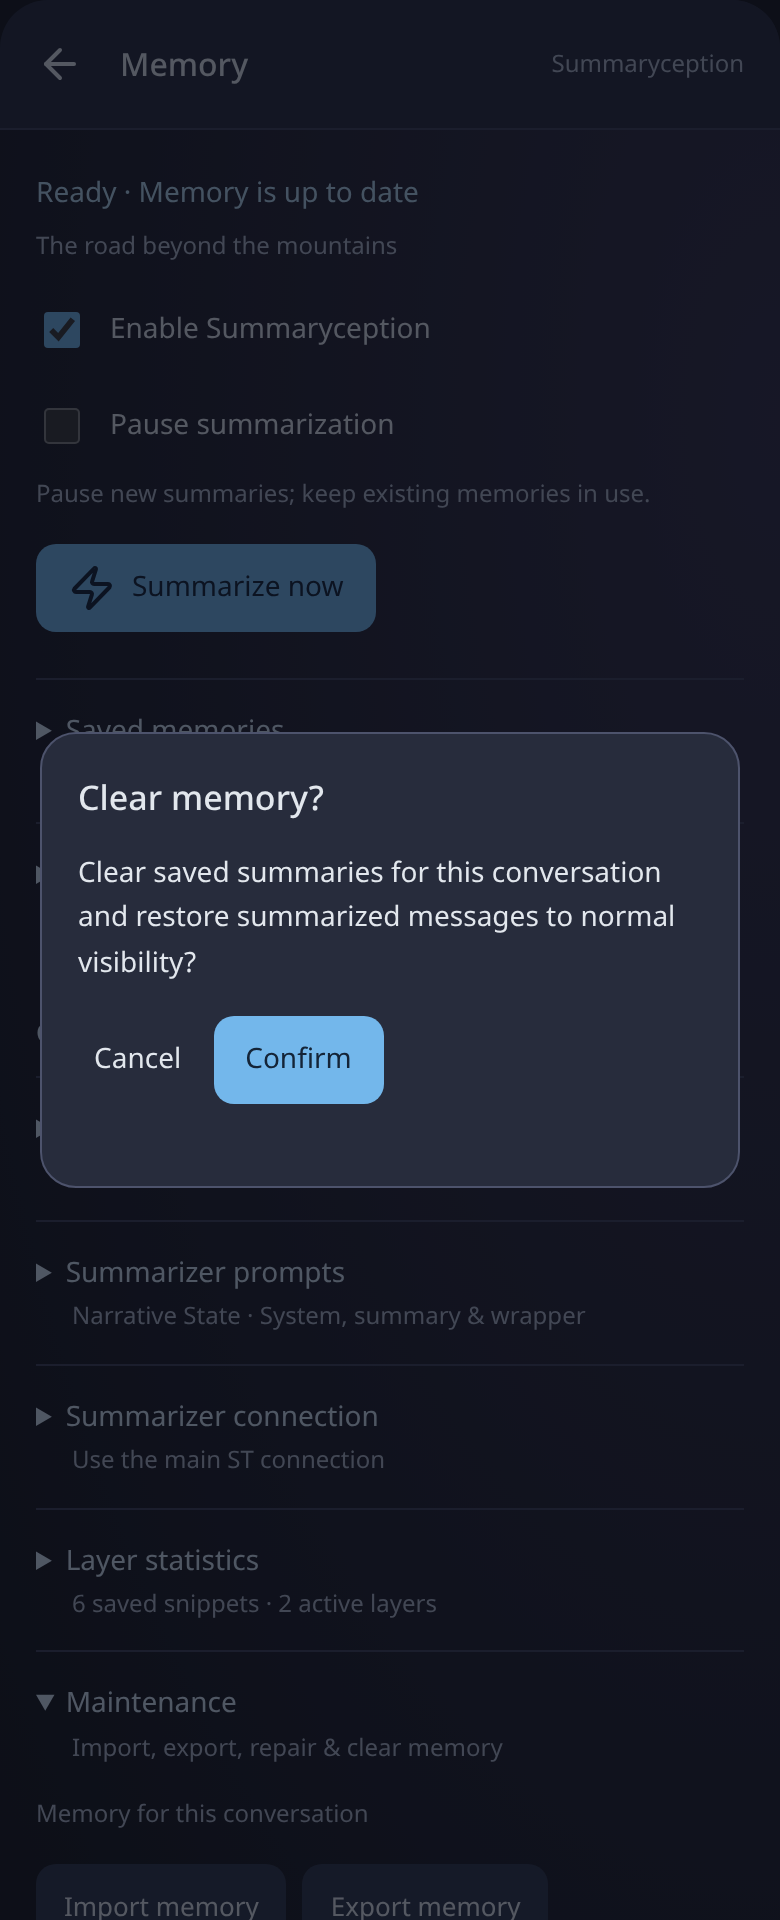 Memory
Summaryception
Ready · Memory is up to date
The road beyond the mountains
Enable Summaryception
Pause summarization
Pause new summaries; keep existing memories in use.
Summarize now
Saved memories
Clear memory?
Clear saved summaries for this conversation
and restore summarized messages to normal
visibility?
Cancel
Confirm
Summarizer prompts
Narrative State · System, summary & wrapper
Summarizer connection
Use the main ST connection
Layer statistics
6 saved snippets · 2 active layers
Maintenance
Import, export, repair & clear memory
Memory for this conversation
Import memory
Export memory